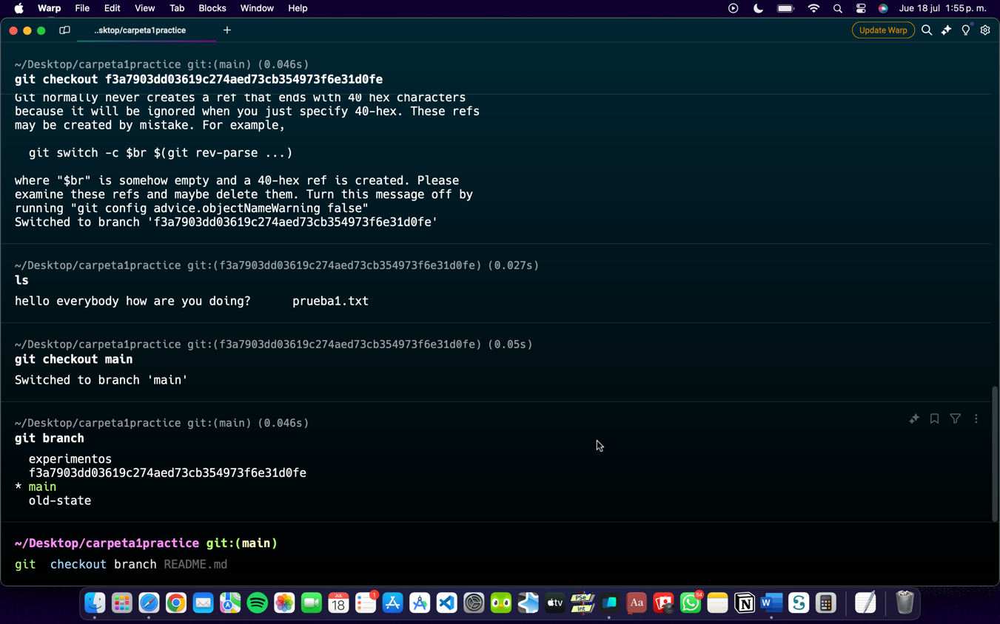 Warp File Edit View Tab Blocks Window Help Jue 18 jul 1:55 p. m.
..sktop/carpeta1practice + Update Warp
~/Desktop/carpeta1practice git:(main) (0.046s)
git checkout f3a7903dd03619c274aed73cb354973f6e31d0fe
Git normally never creates a ref that ends with 40 hex characters
because it will be ignored when you just specify 40-hex. These refs
may be created by mistake. For example,
git switch -c $br $(git rev-parse ...)
where "$br" is somehow empty and a 40-hex ref is created. Please
examine these refs and maybe delete them. Turn this message off by
running "git config advice.objectNameWarning false"
Switched to branch 'f3a7903dd03619c274aed73cb354973f6e31d0fe'
~/Desktop/carpeta1practice git:(f3a7903dd03619c274aed73cb354973f6e31d0fe) (0.027s)
ls
hello everybody how are you doing? prueba1.txt
~/Desktop/carpeta1practice git:(f3a7903dd03619c274aed73cb354973f6e31d0fe) (0.05s)
git checkout main
Switched to branch 'main'
~/Desktop/carpeta1practice git:(main) (0.046s)
git branch
experimentos
f3a7903dd03619c274aed73cb354973f6e31d0fe
* main
old-state
~/Desktop/carpeta1practice git:(main)
git checkout branch README.md
JUL
18
1
tv
PSe
Int
Aa
54
N
W
S